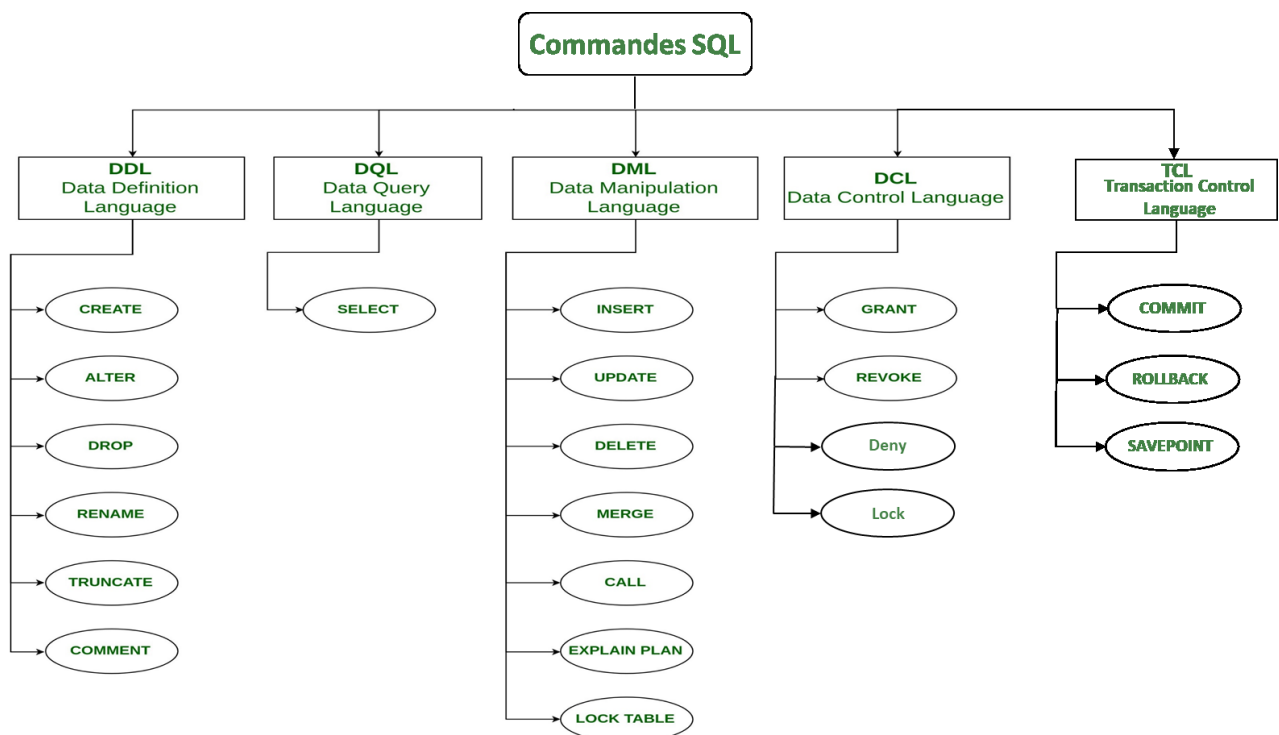 Commandes SQL
DDL
Data Definition
Language
DQL
Data Query
Language
DML
Data Manipulation
Language
DCL
Data Control Language
TCL
Transaction Control
Language
CREATE
ALTER
DROP
RENAME
TRUNCATE
COMMENT
SELECT
INSERT
UPDATE
DELETE
MERGE
CALL
EXPLAIN PLAN
LOCK TABLE
GRANT
REVOKE
Deny
Lock
COMMIT
ROLLBACK
SAVEPOINT